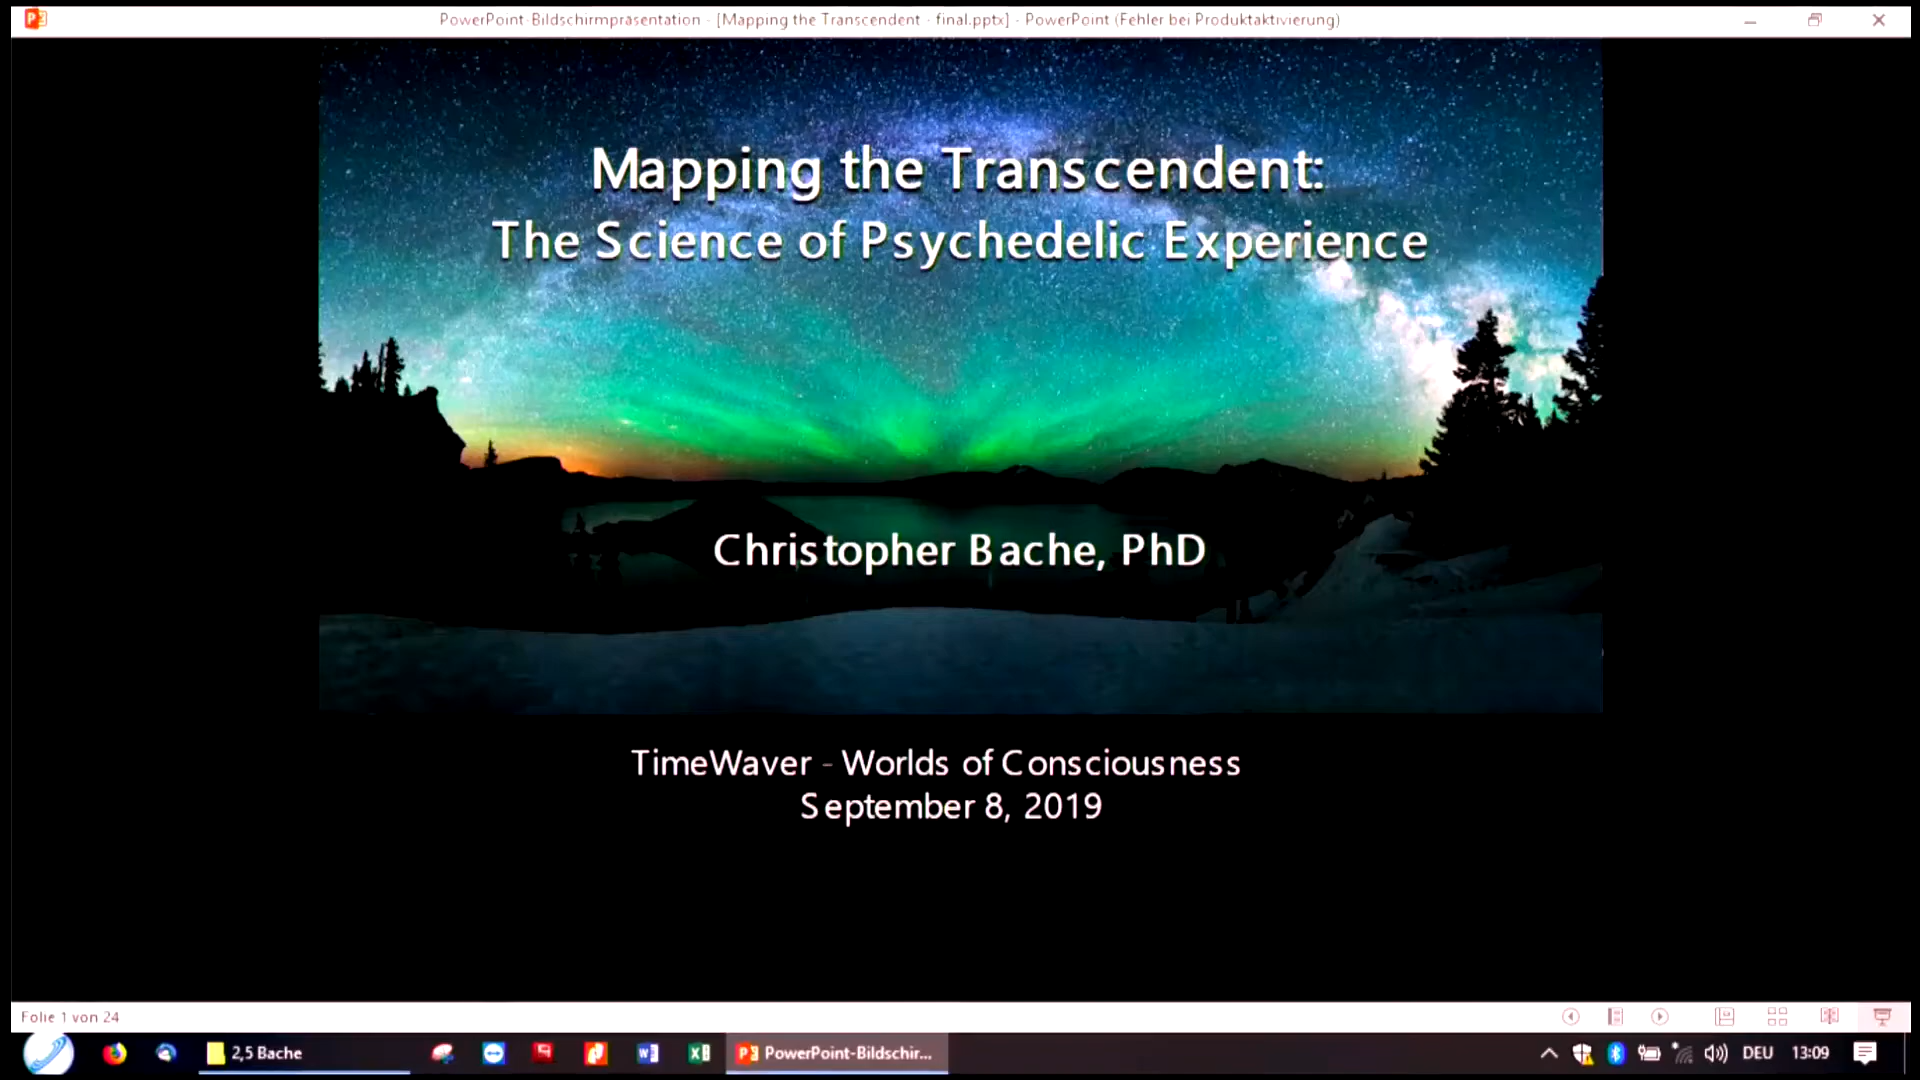 PowerPoint-Bildschirmpräsentation - [Mapping the Transcendent - final.pptx] - PowerPoint (Fehler bei Produktaktivierung)
Mapping the Transcendent:
The Science of Psychedelic Experience
Christopher Bache, PhD
TimeWaver - Worlds of Consciousness
September 8, 2019
Folie 1 von 24
2,5 Bache
PowerPoint-Bildschir...
DEU
13:09